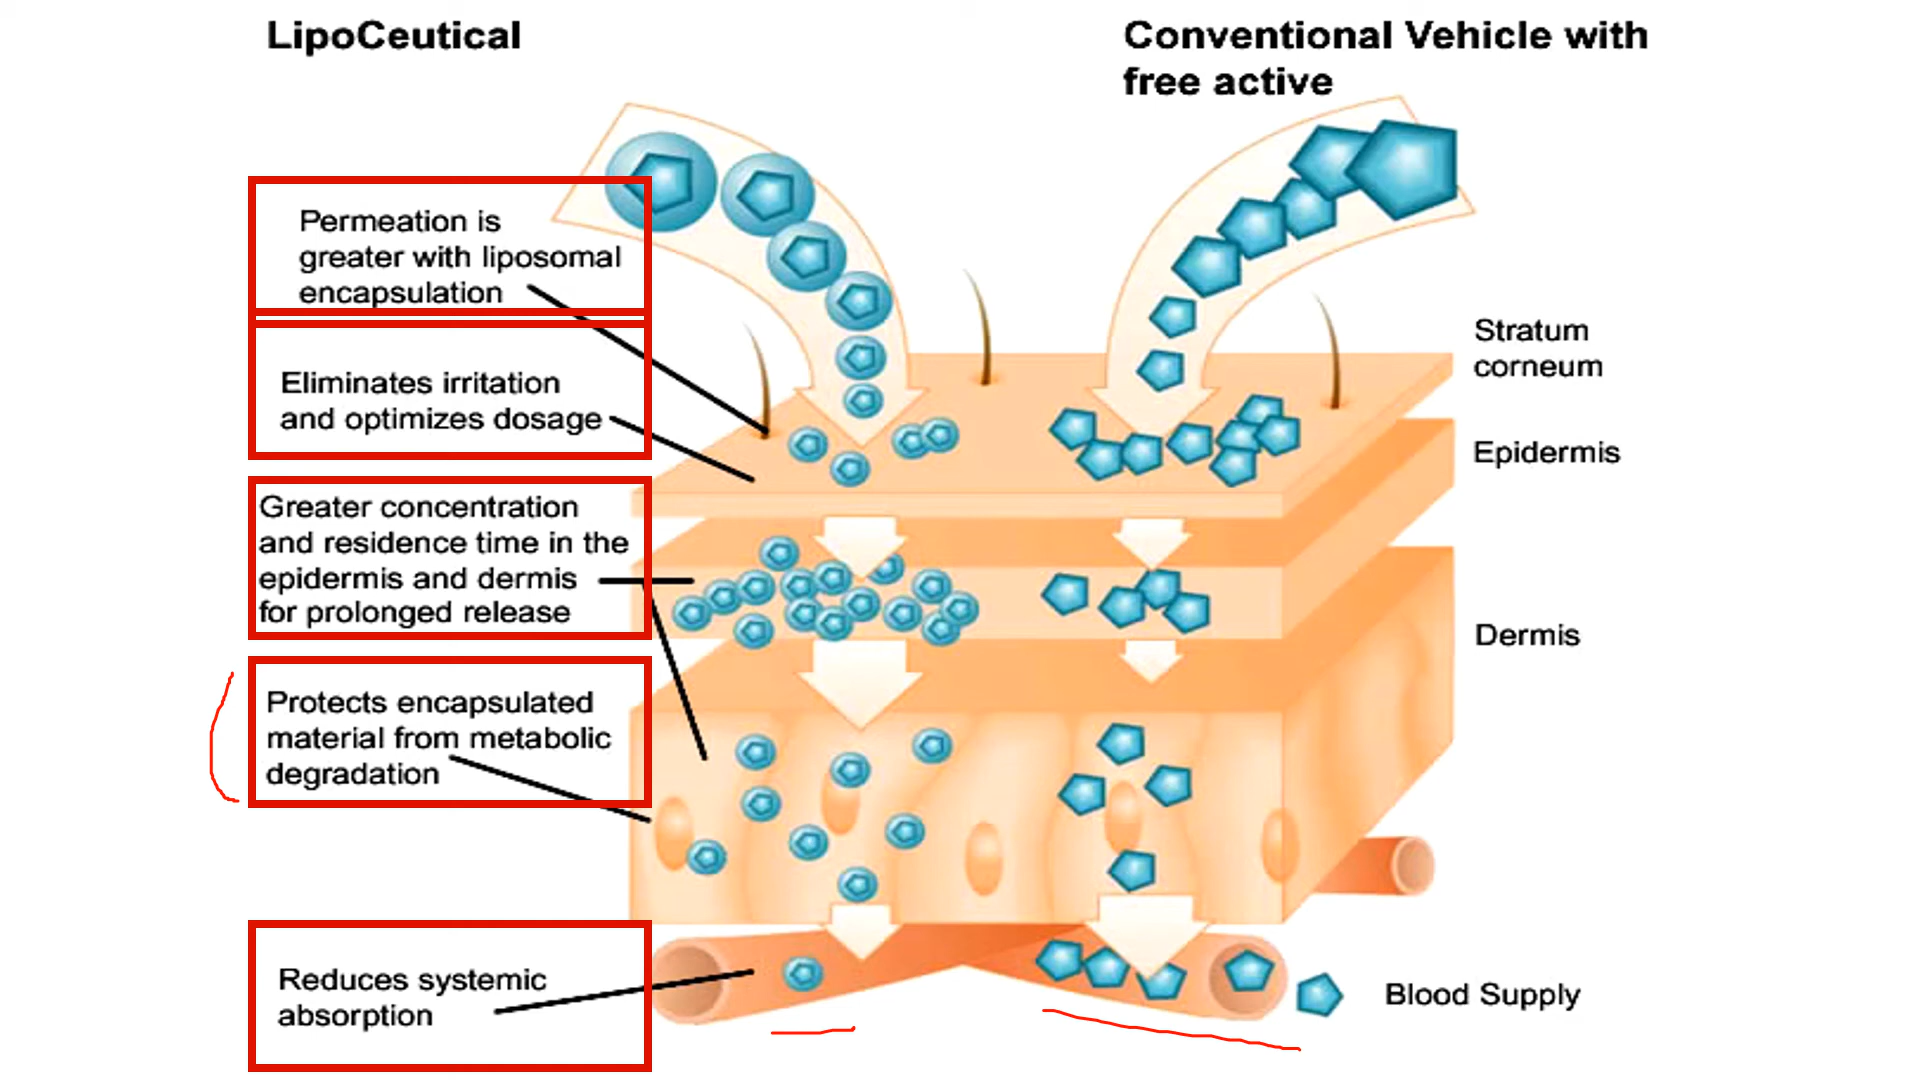 LipoCeutical
Conventional Vehicle with
free active
Permeation is
greater with liposomal
encapsulation
Eliminates irritation
and optimizes dosage
Greater concentration
and residence time in the
epidermis and dermis
for prolonged release
Protects encapsulated
material from metabolic
degradation
Reduces systemic
absorption
Stratum
corneum
Epidermis
Dermis
Blood Supply